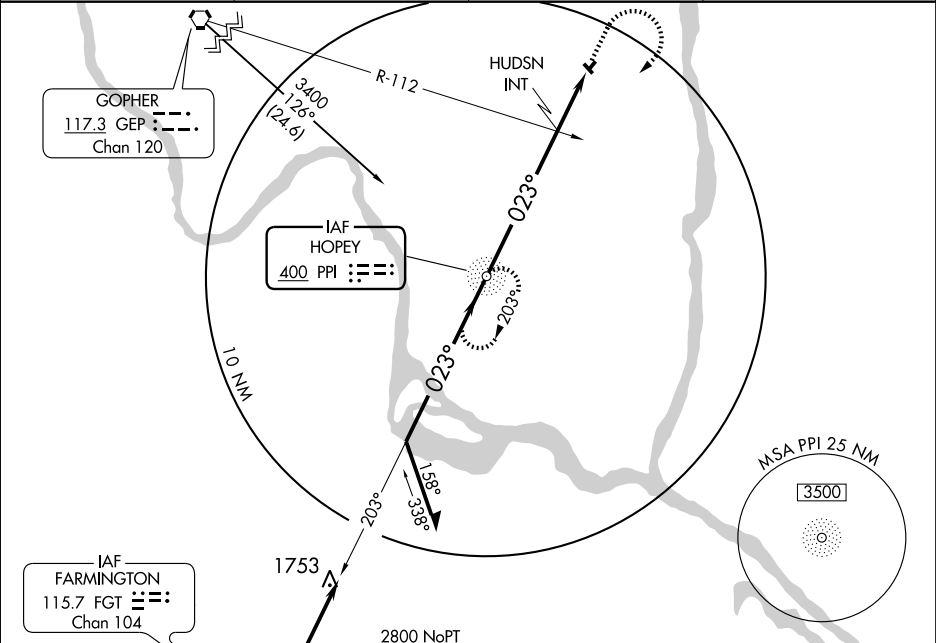 GOPHER
117.3 GEP
Chan 120
3400
126°
(24.6)
R-112
HUDSN
INT
023°
IAF
HOPEY
400 PPI
203°
023°
10 NM
158°
338°
203°
MSA PPI 25 NM
3500
1753
IAF
FARMINGTON
115.7 FGT
Chan 104
2800 NoPT